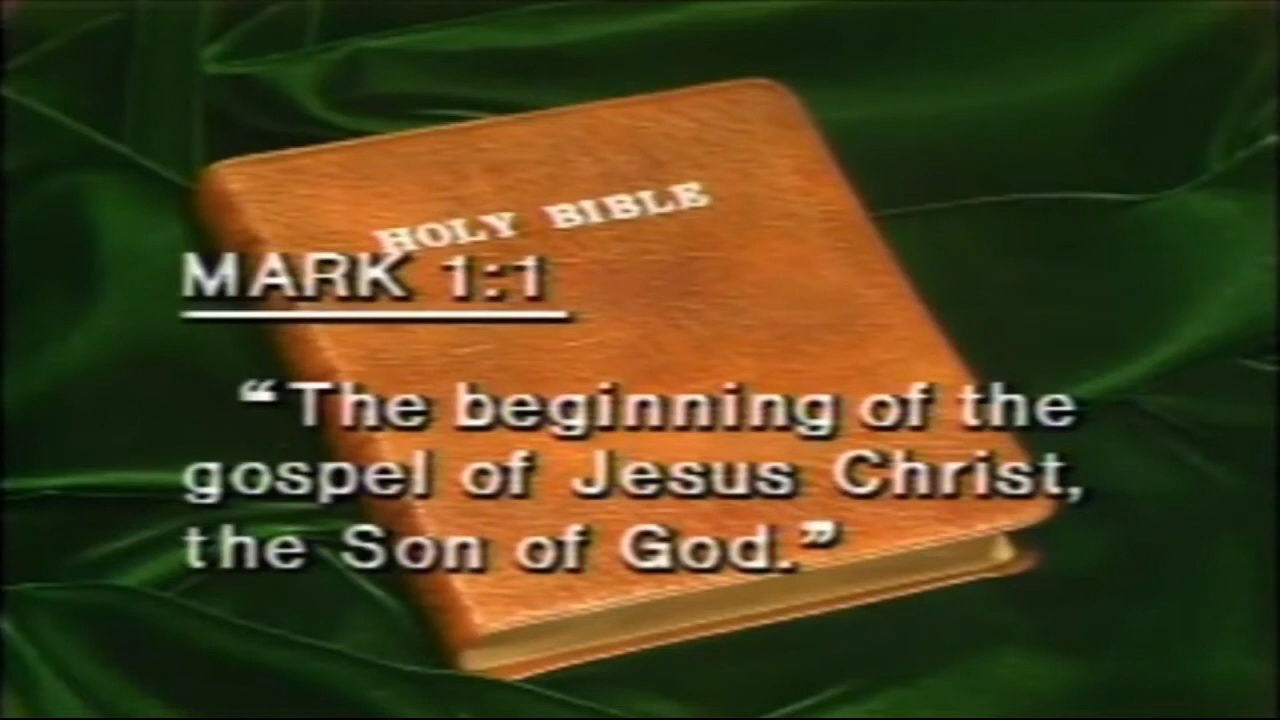 HOLY BIBLE
MARK 1:1
“The beginning of the
gospel of Jesus Christ,
the Son of God.”